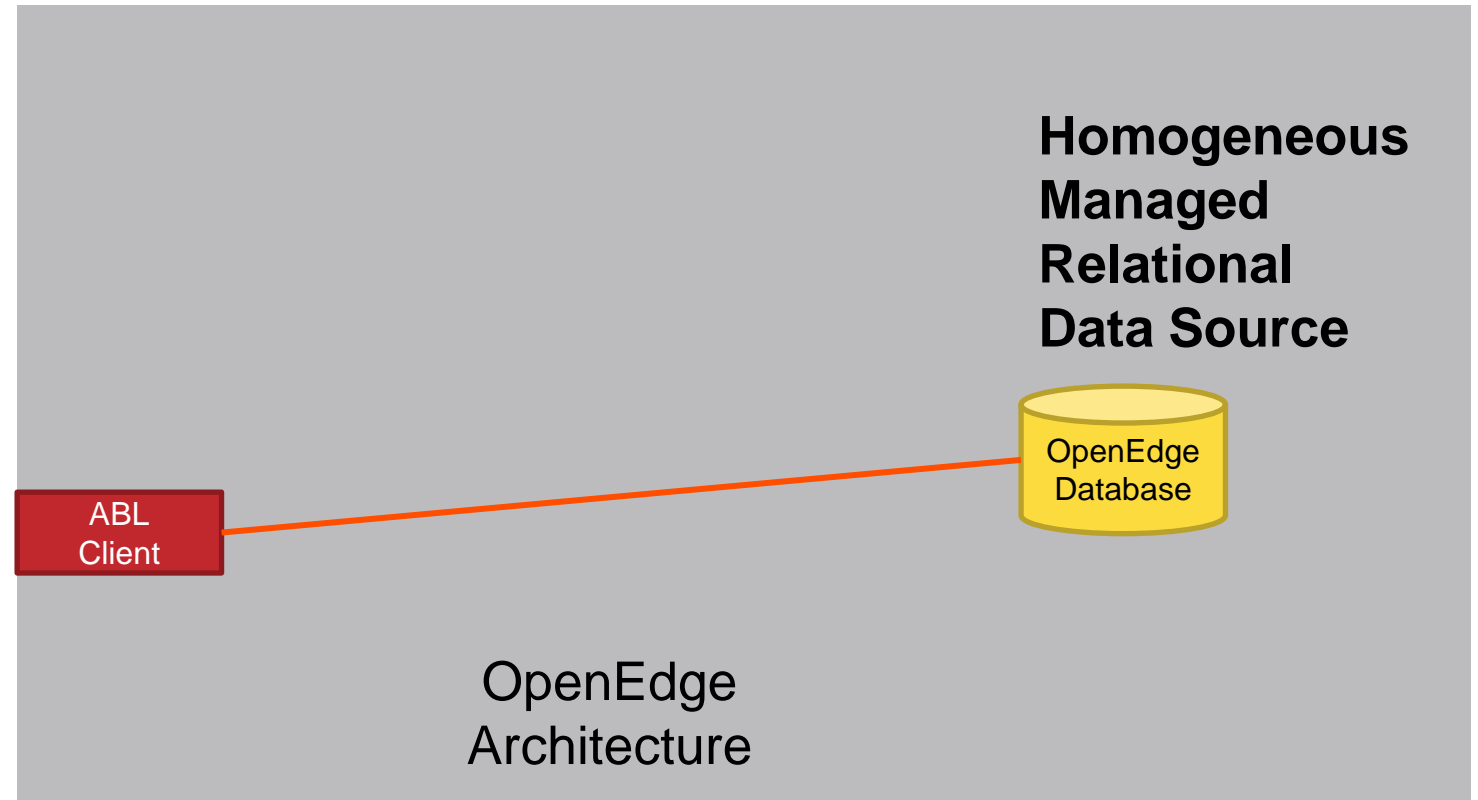 Homogeneous
Managed
Relational
Data Source
OpenEdge
Database
ABL
Client
OpenEdge
Architecture